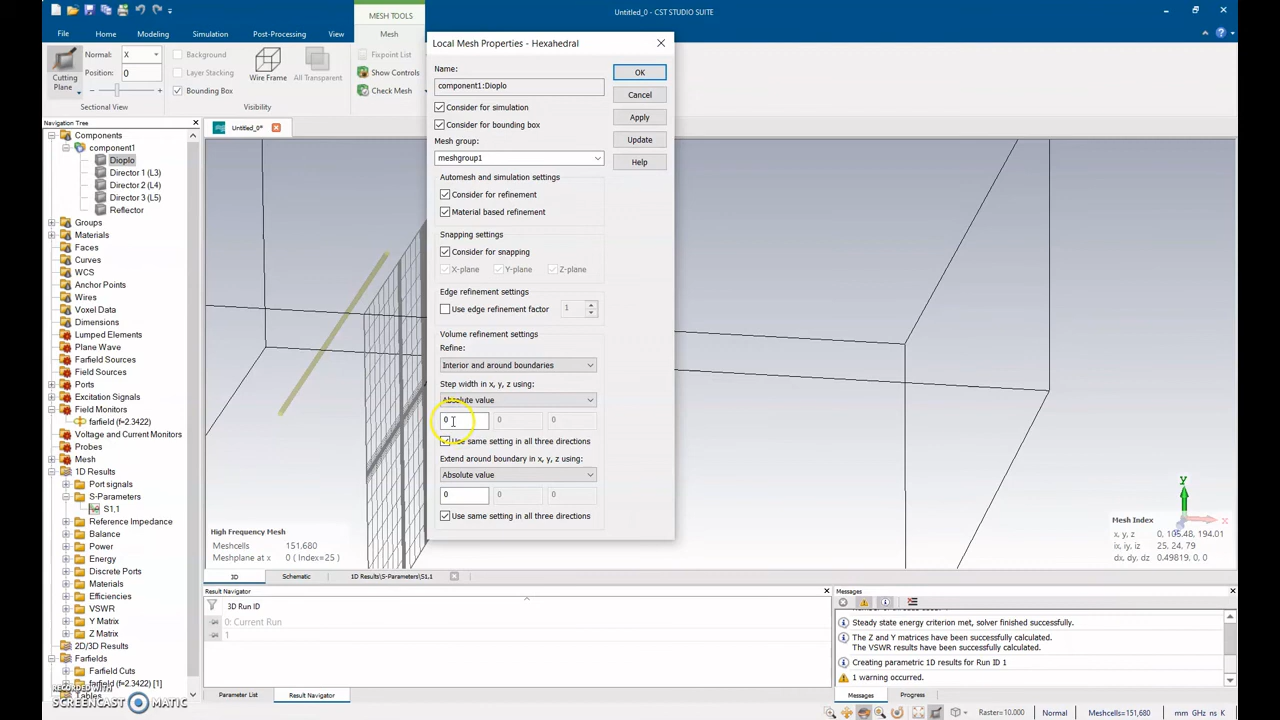 MESH TOOLS
Untitled_0 - CST STUDIO SUITE
File Home Modeling Simulation Post-Processing View Mesh
Normal: X
Position: 0
Cutting Plane
Sectional View
Background
Layer Stacking
Bounding Box
Wire Frame
All Transparent
Visibility
Fixpoint List
Show Controls
Check Mesh
Navigation Tree
Untitled_0*
Components
component1
Dioplo
Director 1 (L3)
Director 2 (L4)
Director 3 (L5)
Reflector
Groups
Materials
Faces
Curves
WCS
Anchor Points
Wires
Voxel Data
Dimensions
Lumped Elements
Plane Wave
Farfield Sources
Field Sources
Ports
Excitation Signals
Field Monitors
farfield (f=2.3422)
Voltage and Current Monitors
Probes
Mesh
1D Results
Port signals
S-Parameters
S1,1
Reference Impedance
Balance
Power
Energy
Discrete Ports
Materials
Efficiencies
VSWR
Y Matrix
Z Matrix
2D/3D Results
Farfields
Farfield Cuts
farfield (f=2.3422) [1]
Tables
RECORDED WITH
SCREENCAST MATIC
Local Mesh Properties - Hexahedral
Name:
component1:Dioplo
Consider for simulation
Consider for bounding box
Mesh group:
meshgroup1
Automesh and simulation settings
Consider for refinement
Material based refinement
Snapping settings
Consider for snapping
X-plane Y-plane Z-plane
Edge refinement settings
Use edge refinement factor 1
Volume refinement settings
Refine:
Interior and around boundaries
Step width in x, y, z using:
Absolute value
0 0 0
Use same setting in all three directions
Extend around boundary in x, y, z using:
Absolute value
0 0 0
Use same setting in all three directions
OK
Cancel
Apply
Update
Help
High Frequency Mesh
Meshcells 151,680
Meshplane at x 0 ( Index=25 )
y
x
Mesh Index
x, y, z 0, 105.48, 194.01
ix, iy, iz 25, 24, 79
0.49819, 0, 0
3D Schematic 1D Results\S-Parameters\S1,1
Result Navigator
3D Run ID
0: Current Run
1
Parameter List Result Navigator
Messages
Steady state energy criterion met, solver finished successfully.
The Z and Y matrices have been successfully calculated.
The VSWR results have been successfully calculated.
Creating parametric 1D results for Run ID 1
1 warning occurred.
Messages Progress
Raster=10.000 Normal Meshcells=151,680 mm GHz ns K